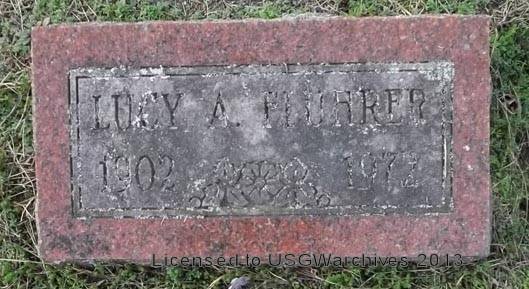 LUCY A. FLUHRER
1902 1972
Licensed to USGWarchives 2013